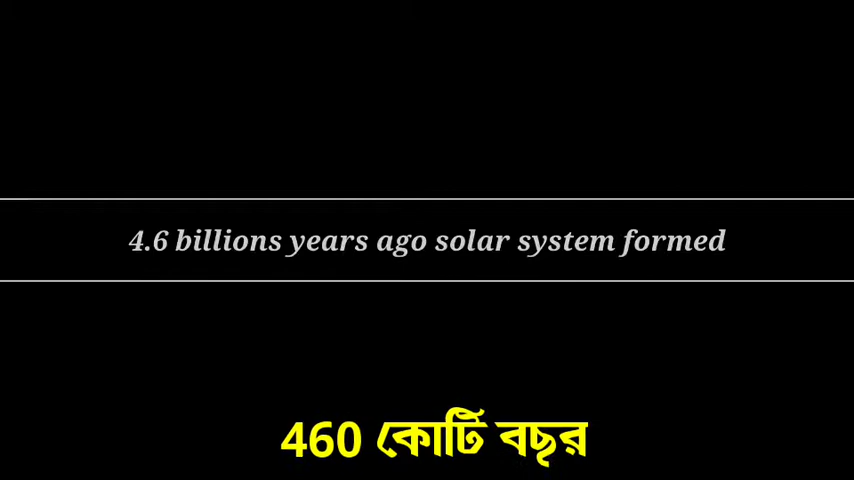 4.6 billions years ago solar system formed
460 কোটি বছর